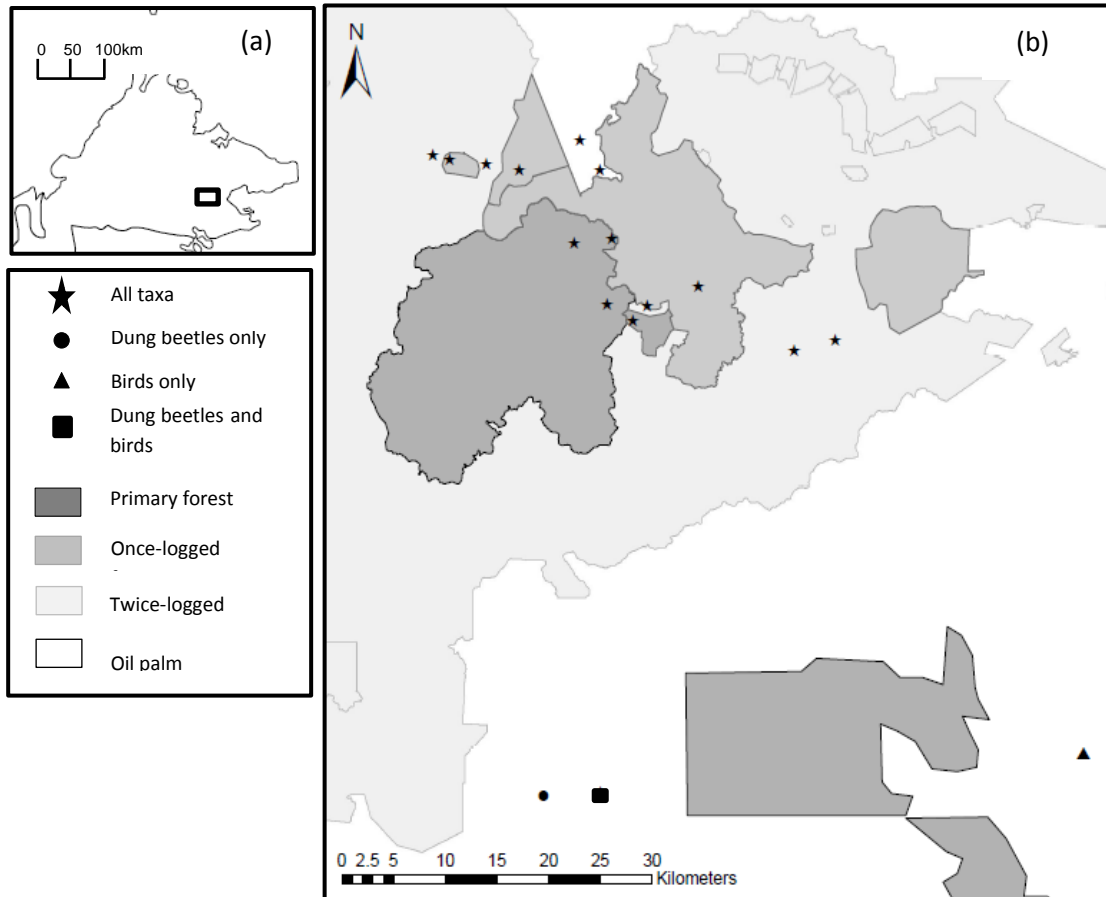 (a)
0 50 100km
All taxa
Dung beetles only
Birds only
Dung beetles and
birds
Primary forest
Once-logged
Twice-logged
Oil palm
(b)
N
0 2.5 5 10 15 20 25 30
Kilometers